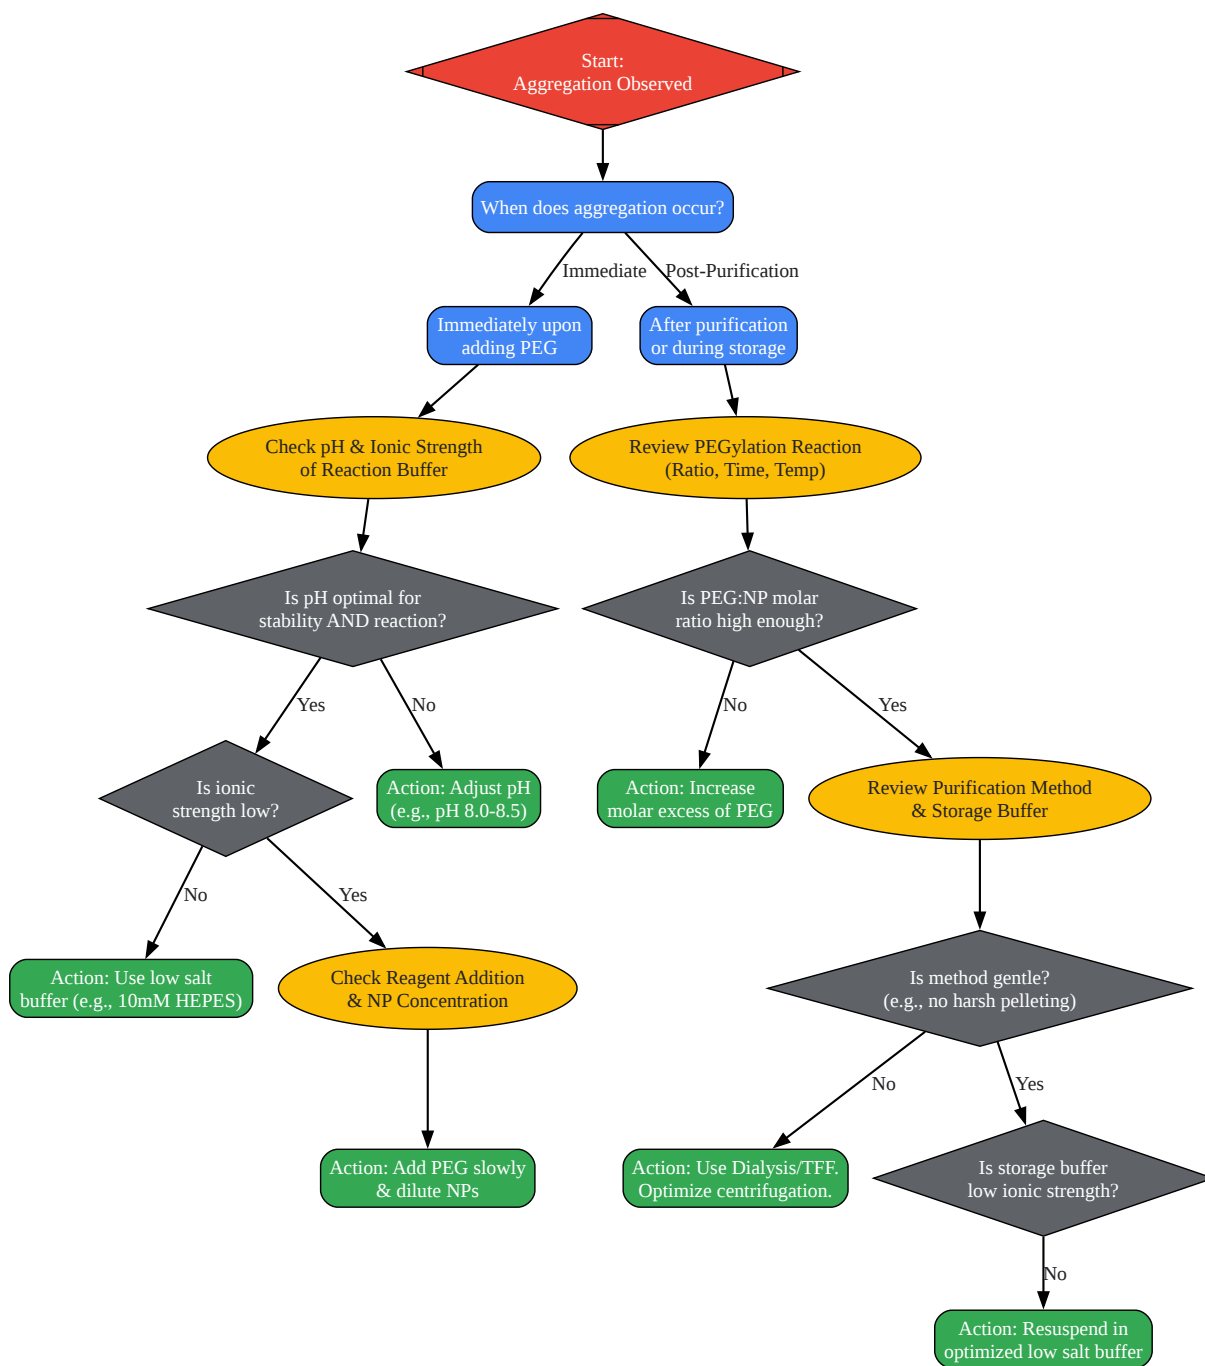 Start:
Aggregation Observed
When does aggregation occur?
Immediate
Post-Purification
Immediately upon
adding PEG
After purification
or during storage
Check pH & Ionic Strength
of Reaction Buffer
Review PEGylation Reaction
(Ratio, Time, Temp)
Is pH optimal for
stability AND reaction?
Is PEG:NP molar
ratio high enough?
Yes
No
No
Yes
Is ionic
strength low?
Action: Adjust pH
(e.g., pH 8.0-8.5)
Action: Increase
molar excess of PEG
Review Purification Method
& Storage Buffer
No
Yes
Action: Use low salt
buffer (e.g., 10mM HEPES)
Check Reagent Addition
& NP Concentration
Is method gentle?
(e.g., no harsh pelleting)
No
Yes
Action: Add PEG slowly
& dilute NPs
Action: Use Dialysis/TFF.
Optimize centrifugation.
Is storage buffer
low ionic strength?
No
Action: Resuspend in
optimized low salt buffer